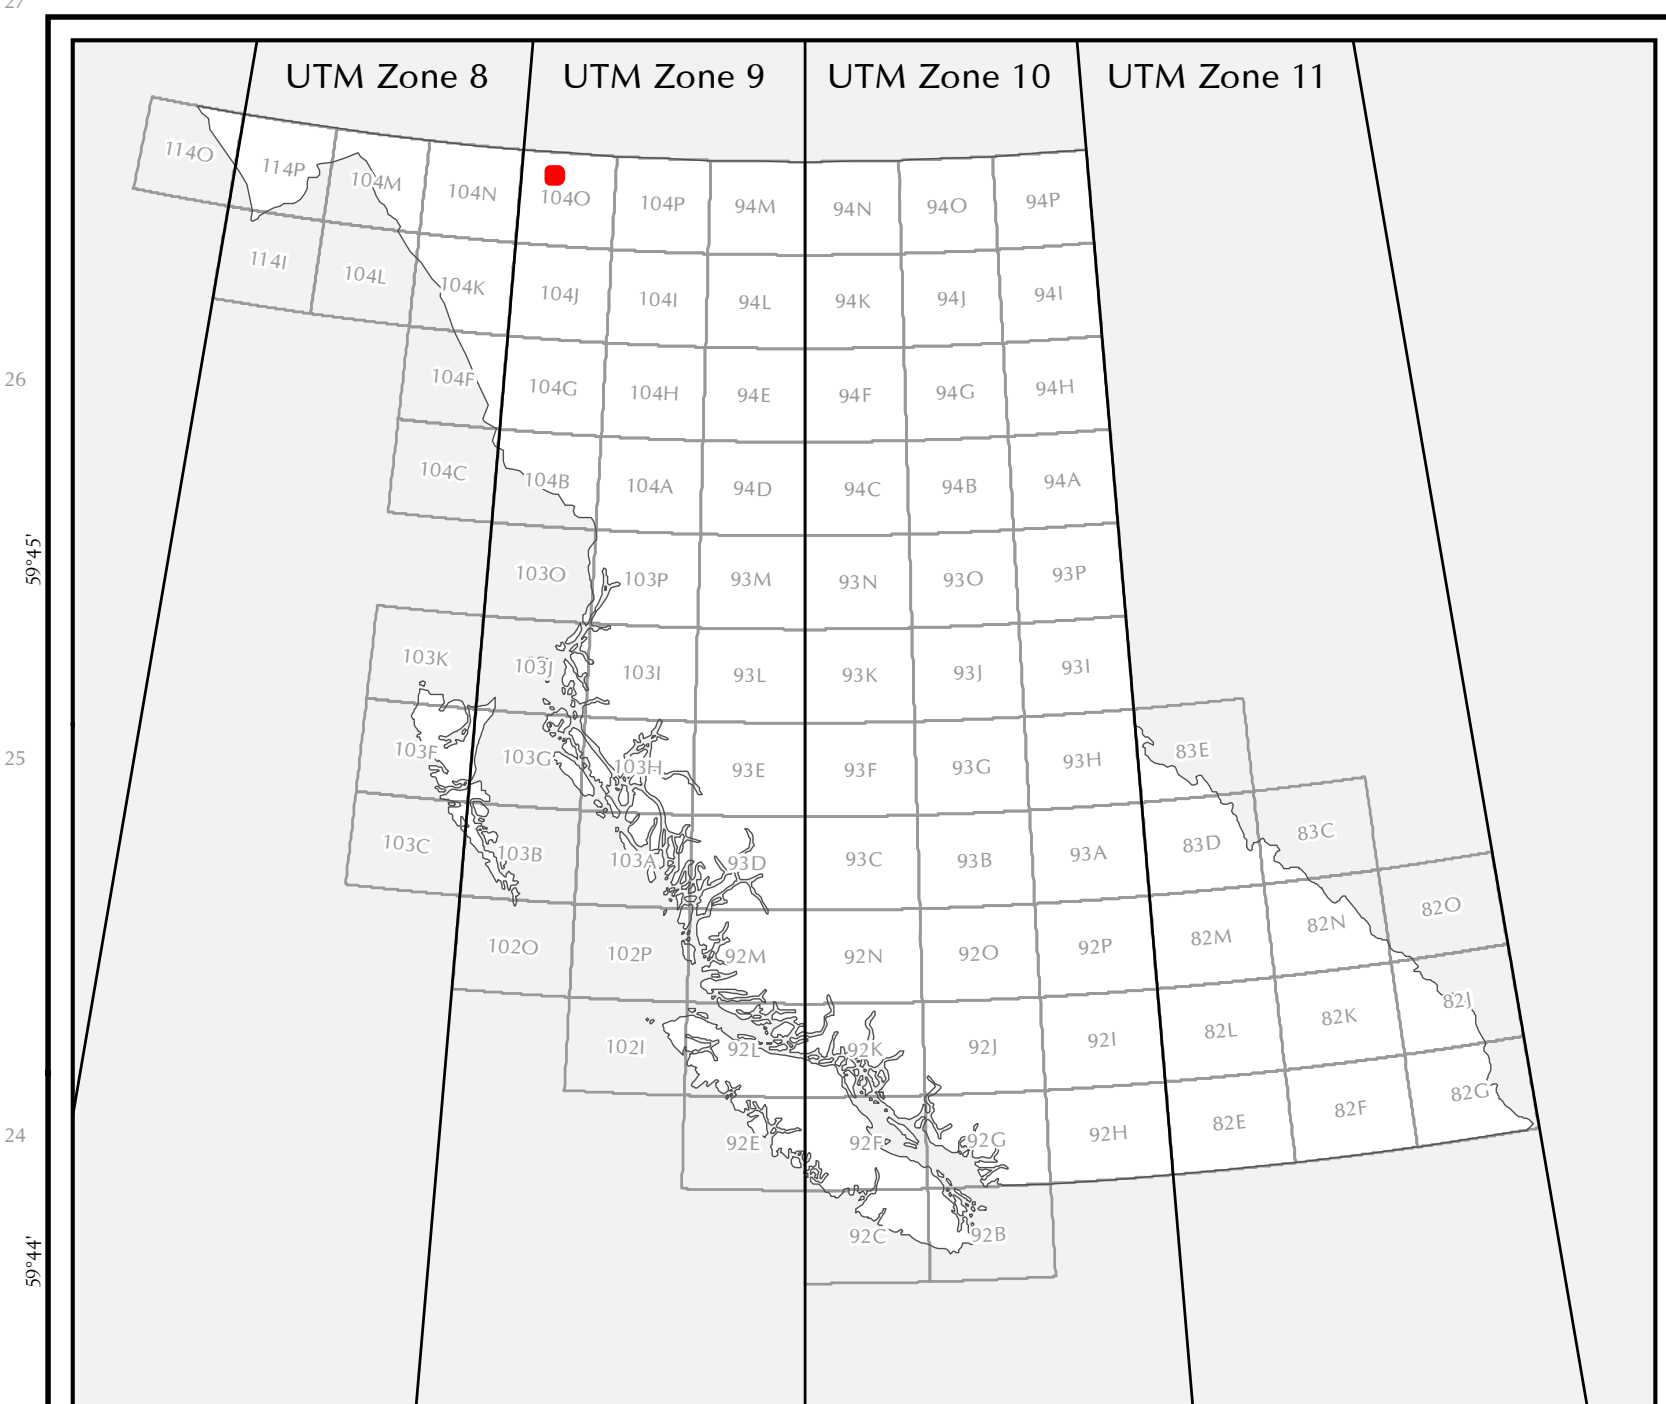 27
UTM Zone 8 UTM Zone 9 UTM Zone 10 UTM Zone 11
114O 114P 104M 104N 104O 104P 94M 94N 94O 94P
114I 104L 104K 104J 104I 94L 94K 94J 94I
26
104F 104G 104H 94E 94F 94G 94H
104C 104B 104A 94D 94C 94B 94A
59°45'
103O 103P 93M 93N 93O 93P
103K 103J 103I 93L 93K 93J 93I
25
103F 103G 103H 93E 93F 93G 93H 83E
103C 103B 103A 93D 93C 93B 93A 83D 83C
102O 102P 92M 92N 92O 92P 82M 82N 82O
102I 92L 92K 92J 92I 82L 82K 82J
24
92E 92F 92G 92H 82E 82F 82G
59°44'
92C 92B